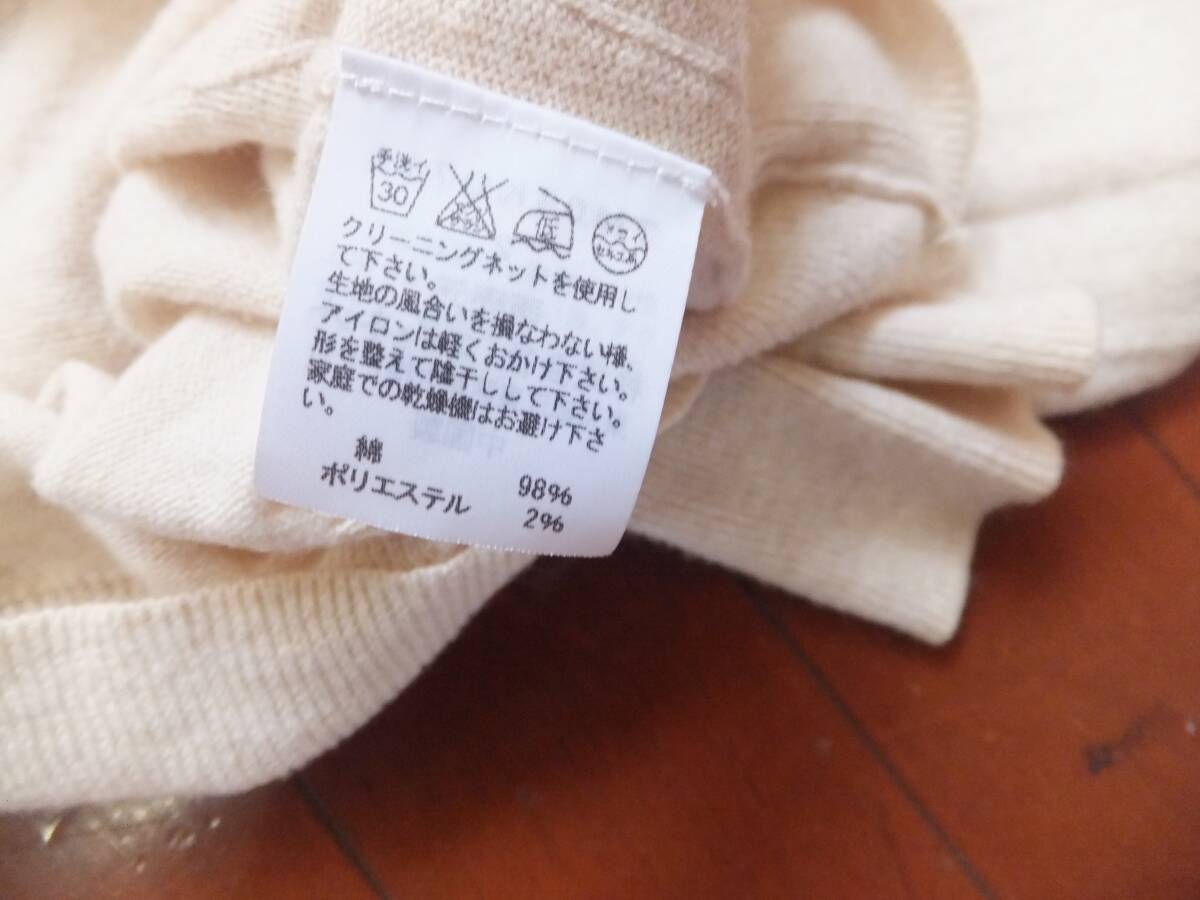 手洗イ
30
低
クリーニングネットを使用し
て下さい。
生地の風合いを損なわない様、
アイロンは軽くおかけ下さい。
形を整えて陰干しして下さい。
家庭での乾燥機はお避け下さ
い。
綿 98%
ポリエステル 2%